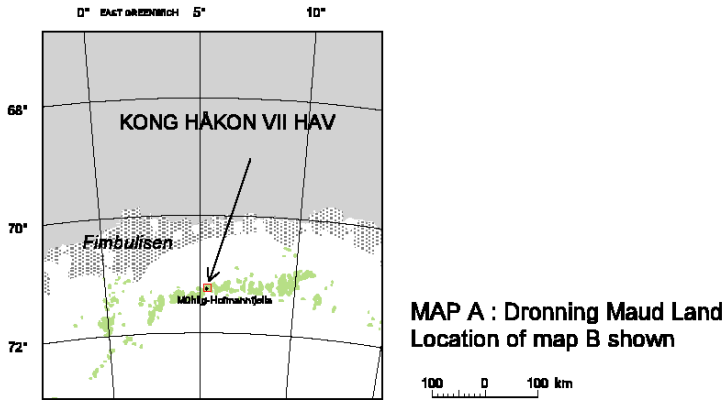 0° EAST GREENWICH 5° 10°
68°
KONG HÅKON VII HAV
70°
Fimbulisen
Mühlig-Hofmannfjella
72°
MAP A : Dronning Maud Land
Location of map B shown
100 0 100 km